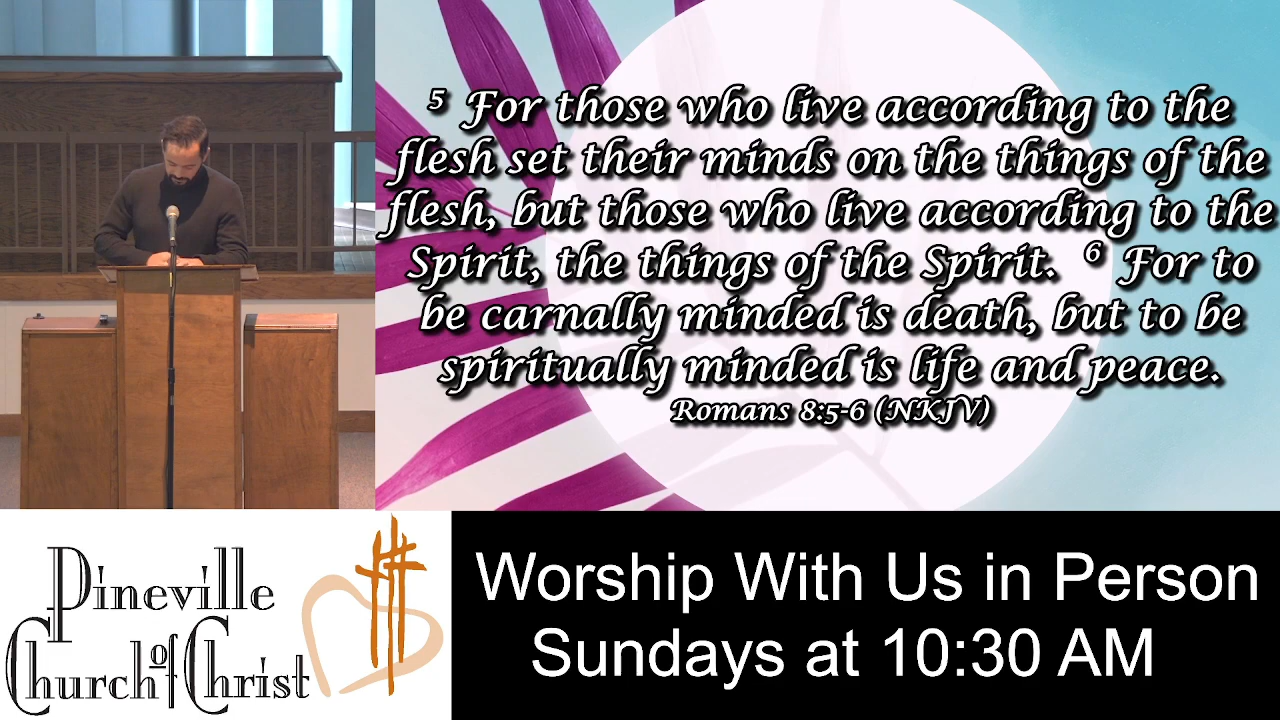 ⁵ For those who live according to the
flesh set their minds on the things of the
flesh, but those who live according to the
Spirit, the things of the Spirit. ⁶ For to
be carnally minded is death, but to be
spiritually minded is life and peace.
Romans 8:5-6 (NKJV)
Pineville
Church of Christ
Worship With Us in Person
Sundays at 10:30 AM